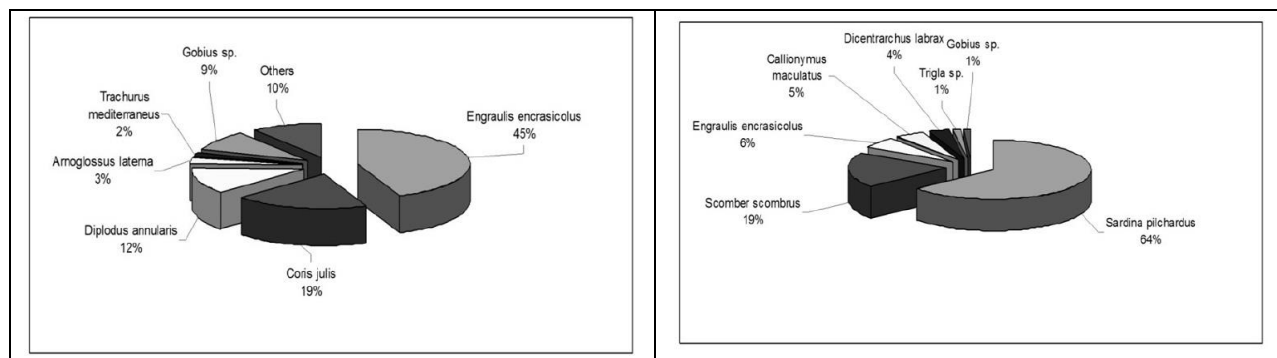 Gobius sp.
9%
Others
10%
Trachurus
mediterraneus
2%
Engraulis encrasicolus
45%
Arnoglossus laterna
3%
Diplodus annularis
12%
Coris julis
19%
Dicentrarchus labrax
4%
Gobius sp.
1%
Callionymus
maculatus
5%
Trigla sp.
1%
Engraulis encrasicolus
6%
Scomber scombrus
19%
Sardina pilchardus
64%